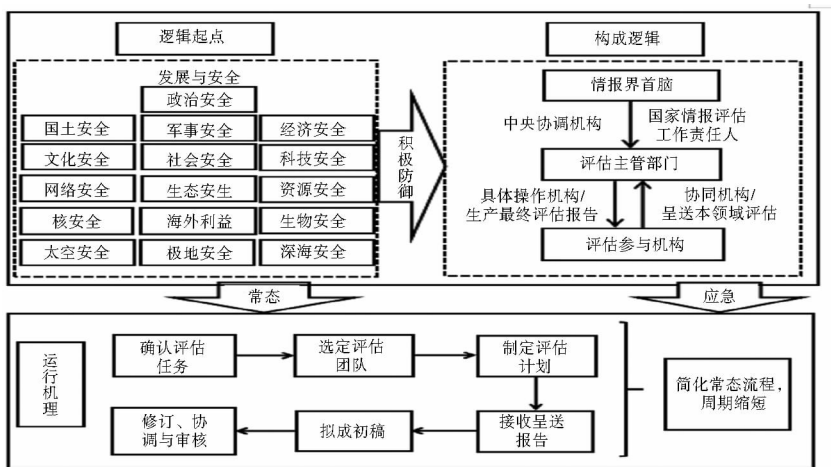 逻辑起点
构成逻辑
发展与安全
政治安全
国土安全
军事安全
经济安全
文化安全
社会安全
科技安全
网络安全
生态安生
资源安全
核安全
海外利益
生物安全
太空安全
极地安全
深海安全
积极防御
情报界首脑
中央协调机构
国家情报评估
工作责任人
评估主管部门
具体操作机构/
生产最终评估报告
协同机构/
呈送本领域评估
评估参与机构
常态
应急
运行机理
确认评估
任务
选定评估
团队
制定评估
计划
接收呈送
报告
拟成初稿
修订、协
调与审核
简化常态流程，
周期缩短